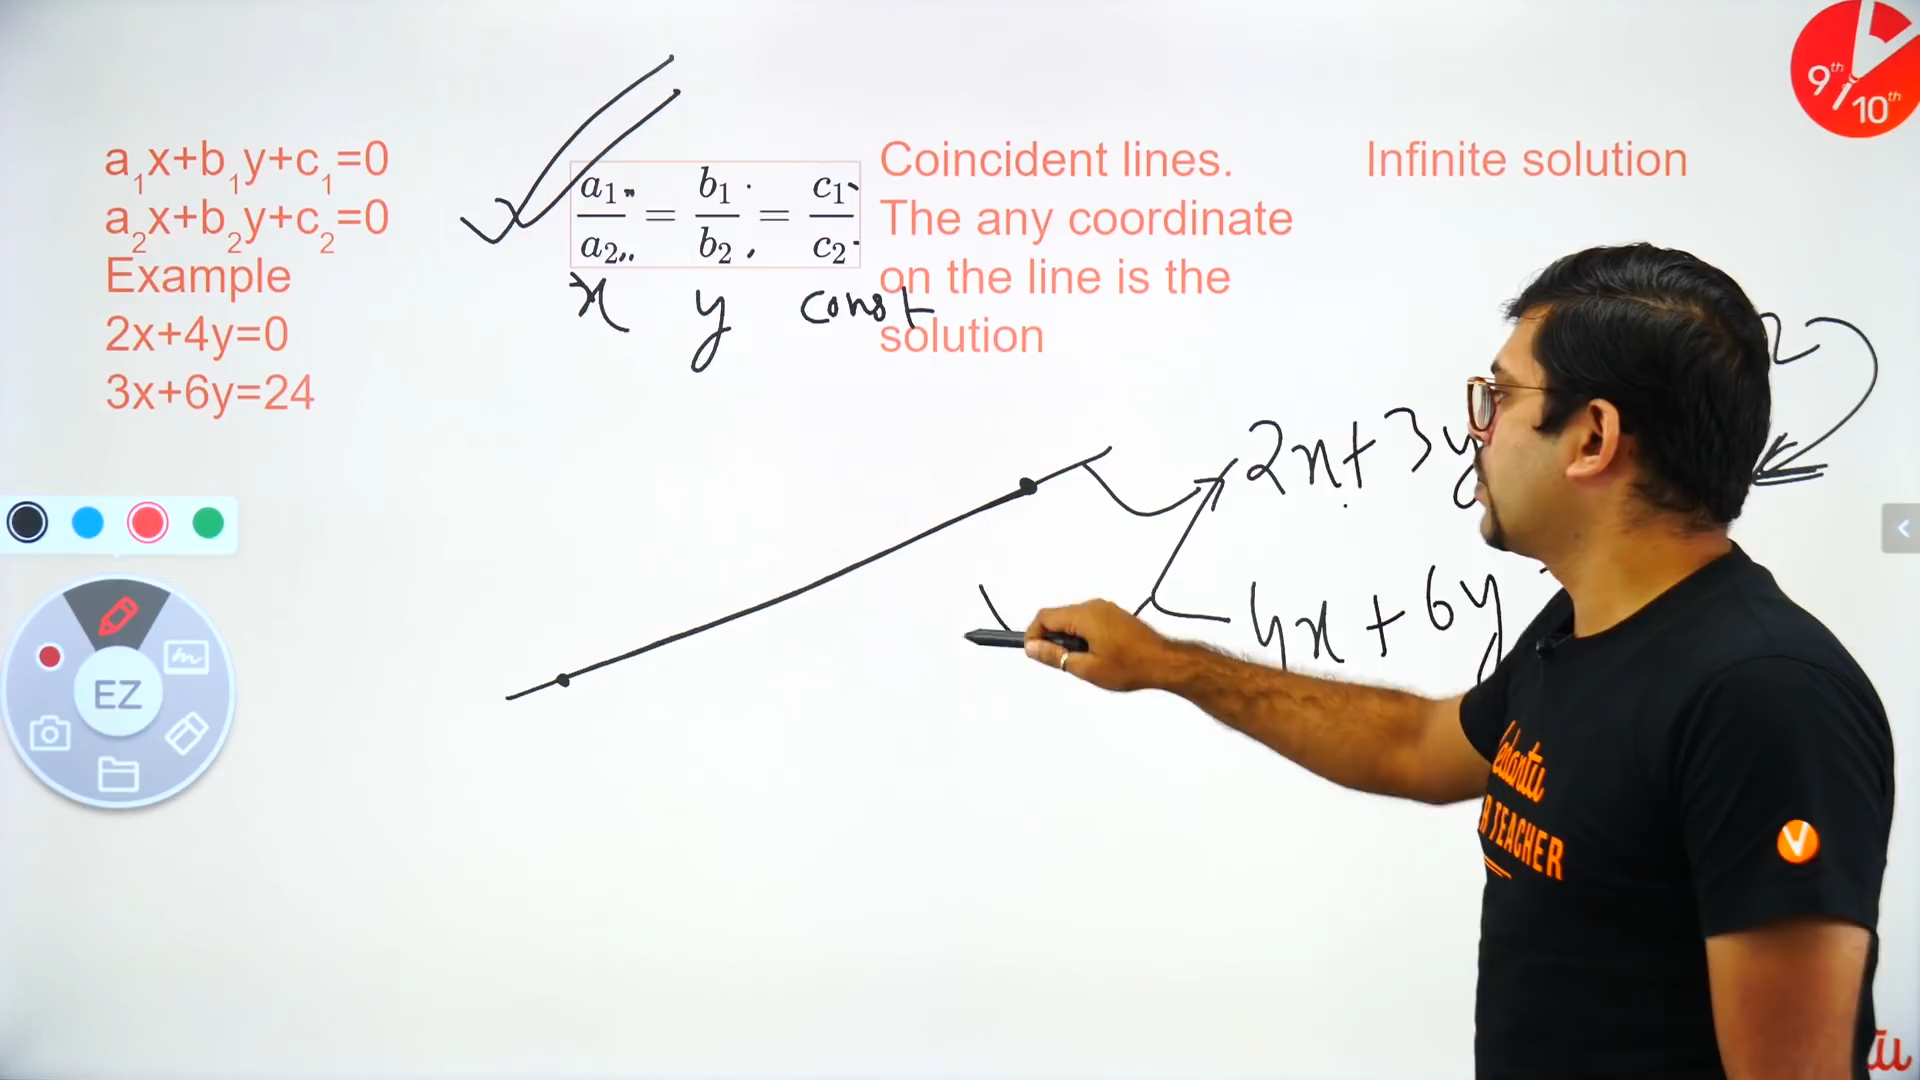 a1x+b1y+c1=0
a2x+b2y+c2=0
Example
2x+4y=0
3x+6y=24
a1 b1 c1
= =
a2 b2 c2
x y const
Coincident lines.
The any coordinate
on the line is the
solution
Infinite solution
2x+3y
4x+6y
EZ
9th
10th
TEACHER